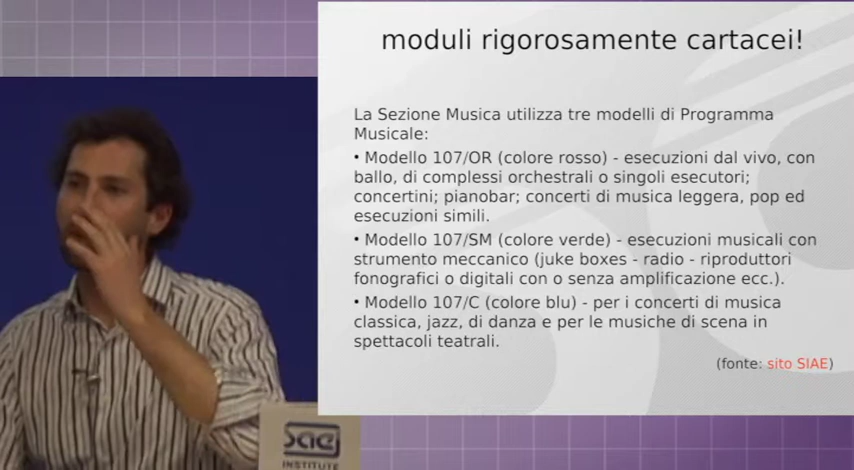 moduli rigorosamente cartacei!
La Sezione Musica utilizza tre modelli di Programma
Musicale:
• Modello 107/OR (colore rosso) - esecuzioni dal vivo, con
ballo, di complessi orchestrali o singoli esecutori;
concertini; pianobar; concerti di musica leggera, pop ed
esecuzioni simili.
• Modello 107/SM (colore verde) - esecuzioni musicali con
strumento meccanico (juke boxes - radio - riproduttori
fonografici o digitali con o senza amplificazione ecc.).
• Modello 107/C (colore blu) - per i concerti di musica
classica, jazz, di danza e per le musiche di scena in
spettacoli teatrali.
(fonte: sito SIAE)
sae
INSTITUTE